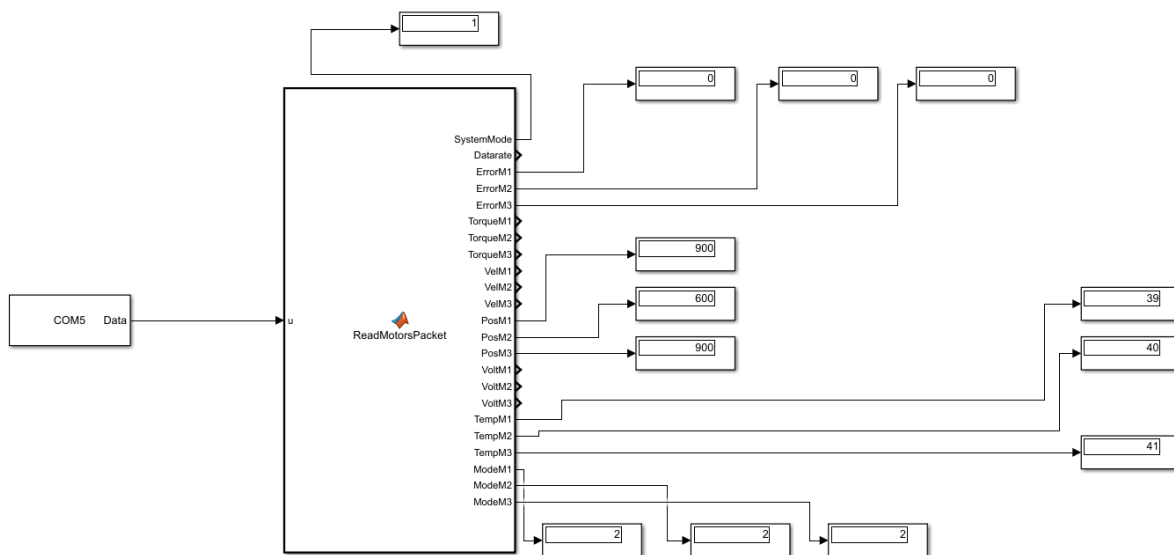 1
0
0
0
SystemMode
Datarate
ErrorM1
ErrorM2
ErrorM3
TorqueM1
TorqueM2
TorqueM3
VelM1
VelM2
VelM3
PosM1
PosM2
PosM3
VoltM1
VoltM2
VoltM3
TempM1
TempM2
TempM3
ModeM1
ModeM2
ModeM3
900
600
900
39
40
41
COM5 Data
u
ReadMotorsPacket
2
2
2